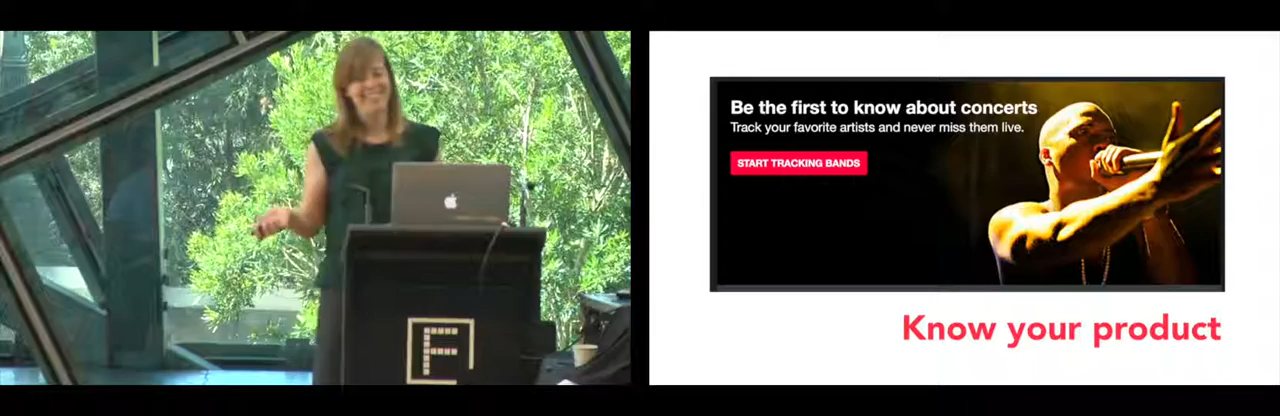 Be the first to know about concerts
Track your favorite artists and never miss them live.
START TRACKING BANDS
Know your product